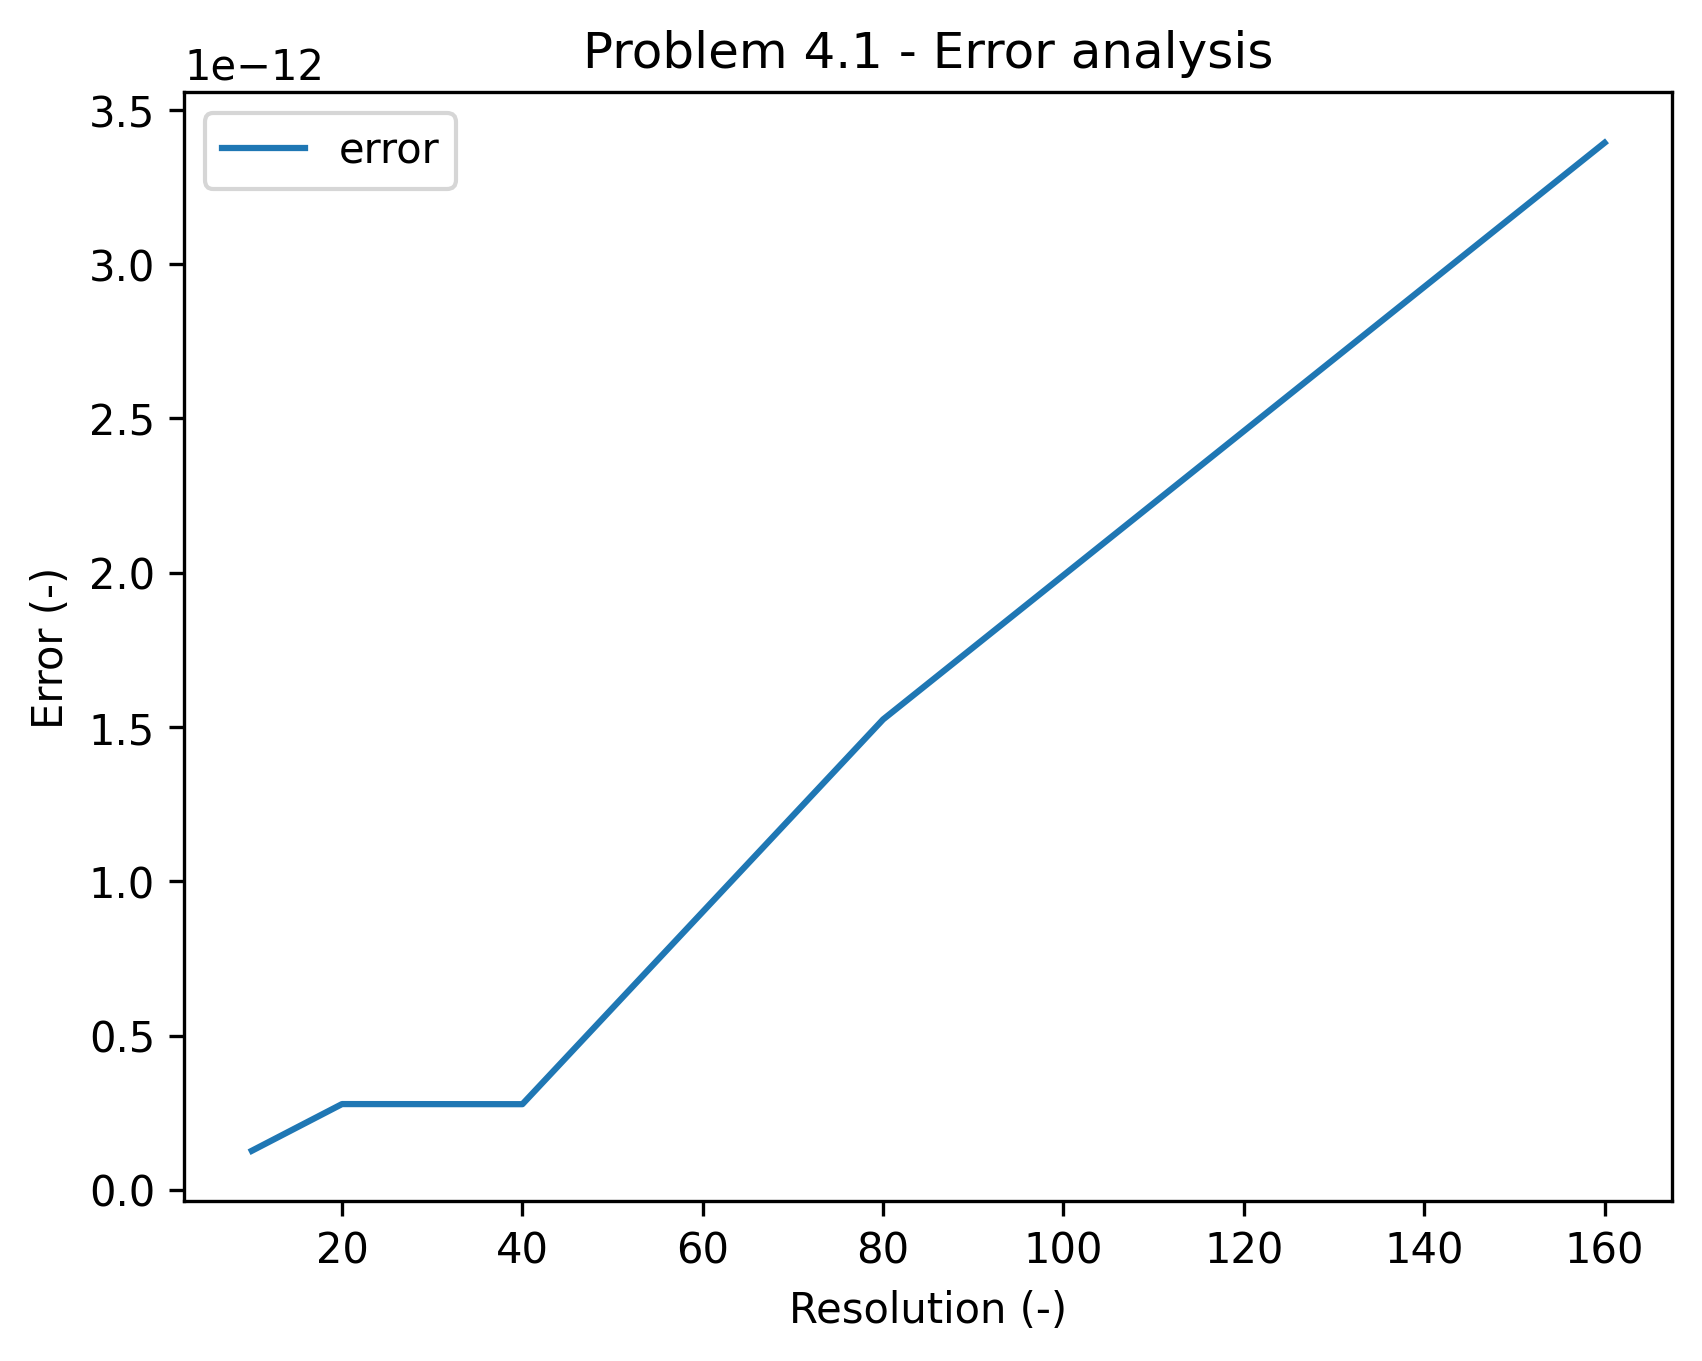 Problem 4.1 - Error analysis
1e−12
3.5
3.0
2.5
2.0
1.5
1.0
0.5
0.0
error
Error (-)
20 40 60 80 100 120 140 160
Resolution (-)